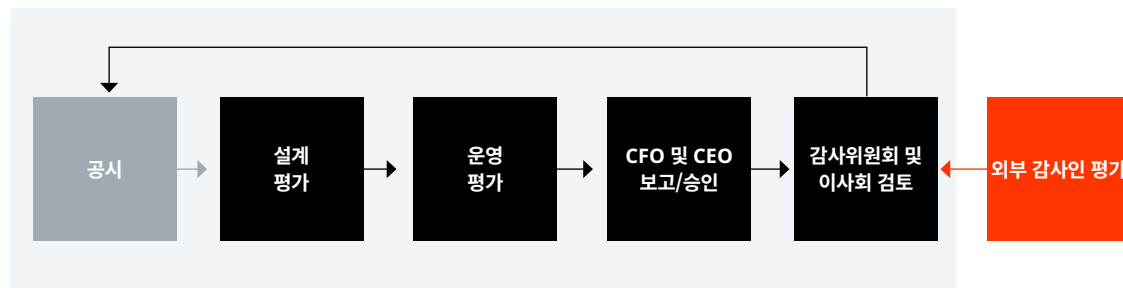 공시
설계
평가
운영
평가
CFO 및 CEO
보고/승인
감사위원회 및
이사회 검토
외부 감사인 평가